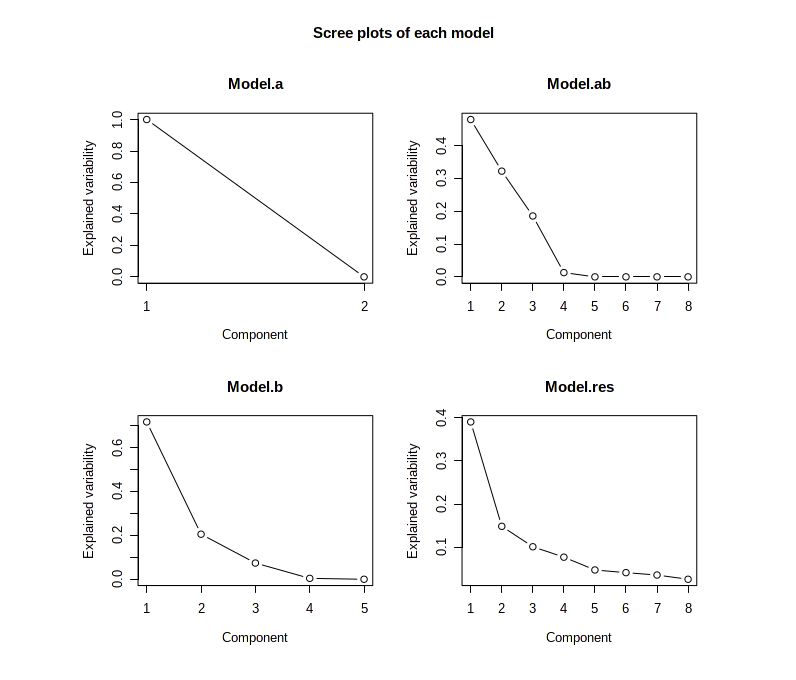 Scree plots of each model
Model.a
Explained variability
0.0 0.2 0.4 0.6 0.8 1.0
1 2
Component
Model.ab
Explained variability
0.0 0.1 0.2 0.3 0.4
1 2 3 4 5 6 7 8
Component
Model.b
Explained variability
0.0 0.2 0.4 0.6
1 2 3 4 5
Component
Model.res
Explained variability
0.1 0.2 0.3 0.4
1 2 3 4 5 6 7 8
Component